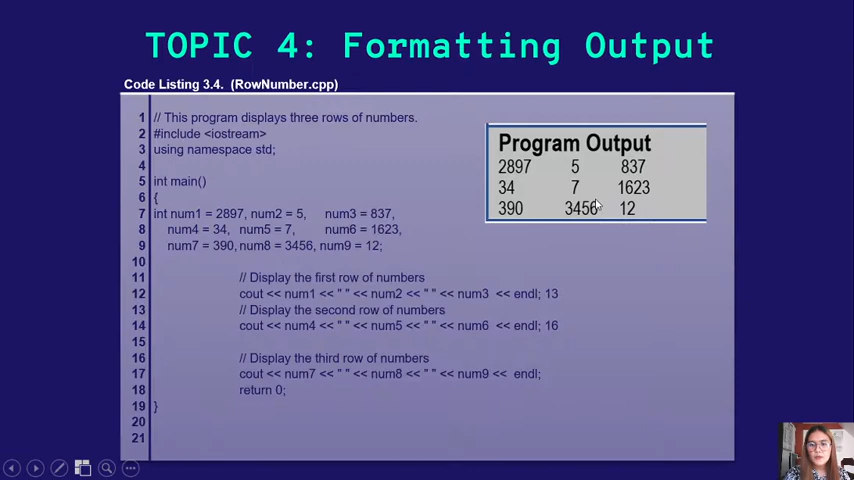 TOPIC 4: Formatting Output
Code Listing 3.4. (RowNumber.cpp)
1 // This program displays three rows of numbers.
2 #include <iostream>
3 using namespace std;
4
5 int main()
6 {
7 int num1 = 2897, num2 = 5, num3 = 837,
8 num4 = 34, num5 = 7, num6 = 1623,
9 num7 = 390, num8 = 3456, num9 = 12;
10
11 // Display the first row of numbers
12 cout << num1 << " " << num2 << " " << num3 << endl; 13
13 // Display the second row of numbers
14 cout << num4 << " " << num5 << " " << num6 << endl; 16
15
16 // Display the third row of numbers
17 cout << num7 << " " << num8 << " " << num9 << endl;
18 return 0;
19 }
20
21
Program Output
2897 5 837
34 7 1623
390 3456 12